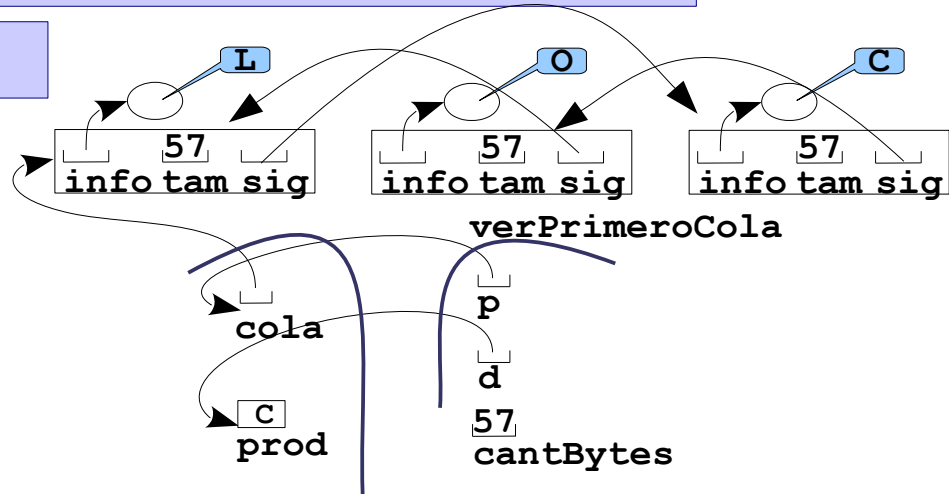 L O C
57 57 57
info tam sig info tam sig info tam sig
verPrimeroCola
p
cola
d
C
prod
57
cantBytes